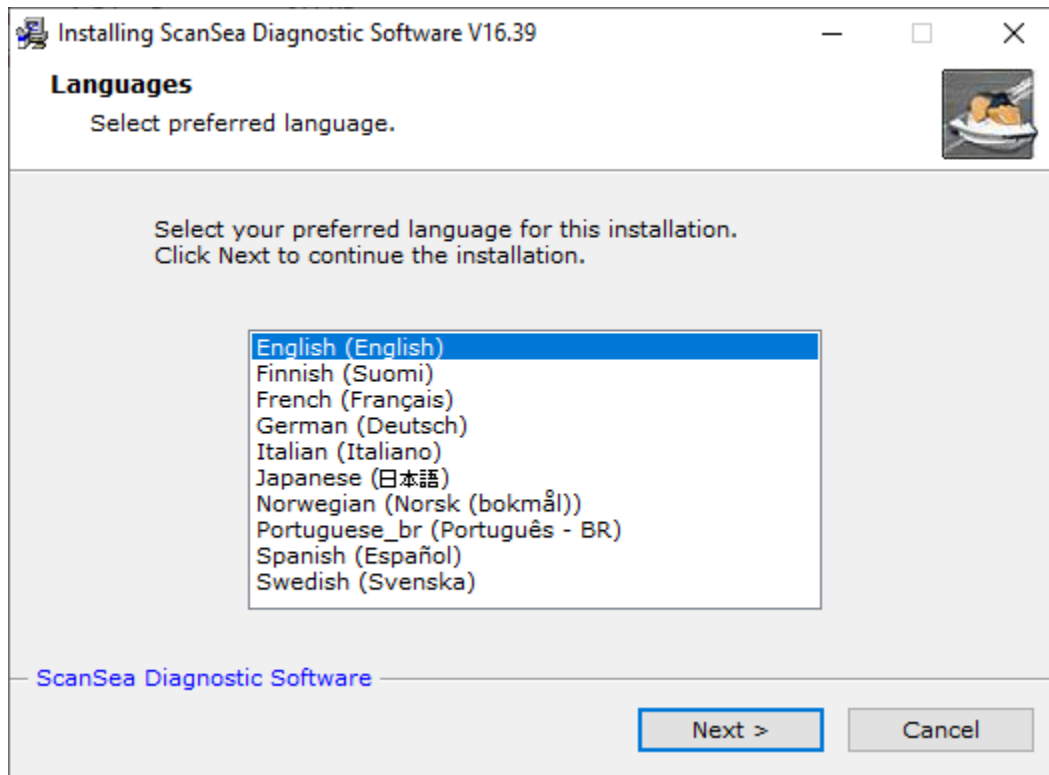 Installing ScanSea Diagnostic Software V16.39
Languages
Select preferred language.
Select your preferred language for this installation.
Click Next to continue the installation.
English (English)
Finnish (Suomi)
French (Français)
German (Deutsch)
Italian (Italiano)
Japanese (日本語)
Norwegian (Norsk (bokmål))
Portuguese_br (Português - BR)
Spanish (Español)
Swedish (Svenska)
ScanSea Diagnostic Software
Next >
Cancel